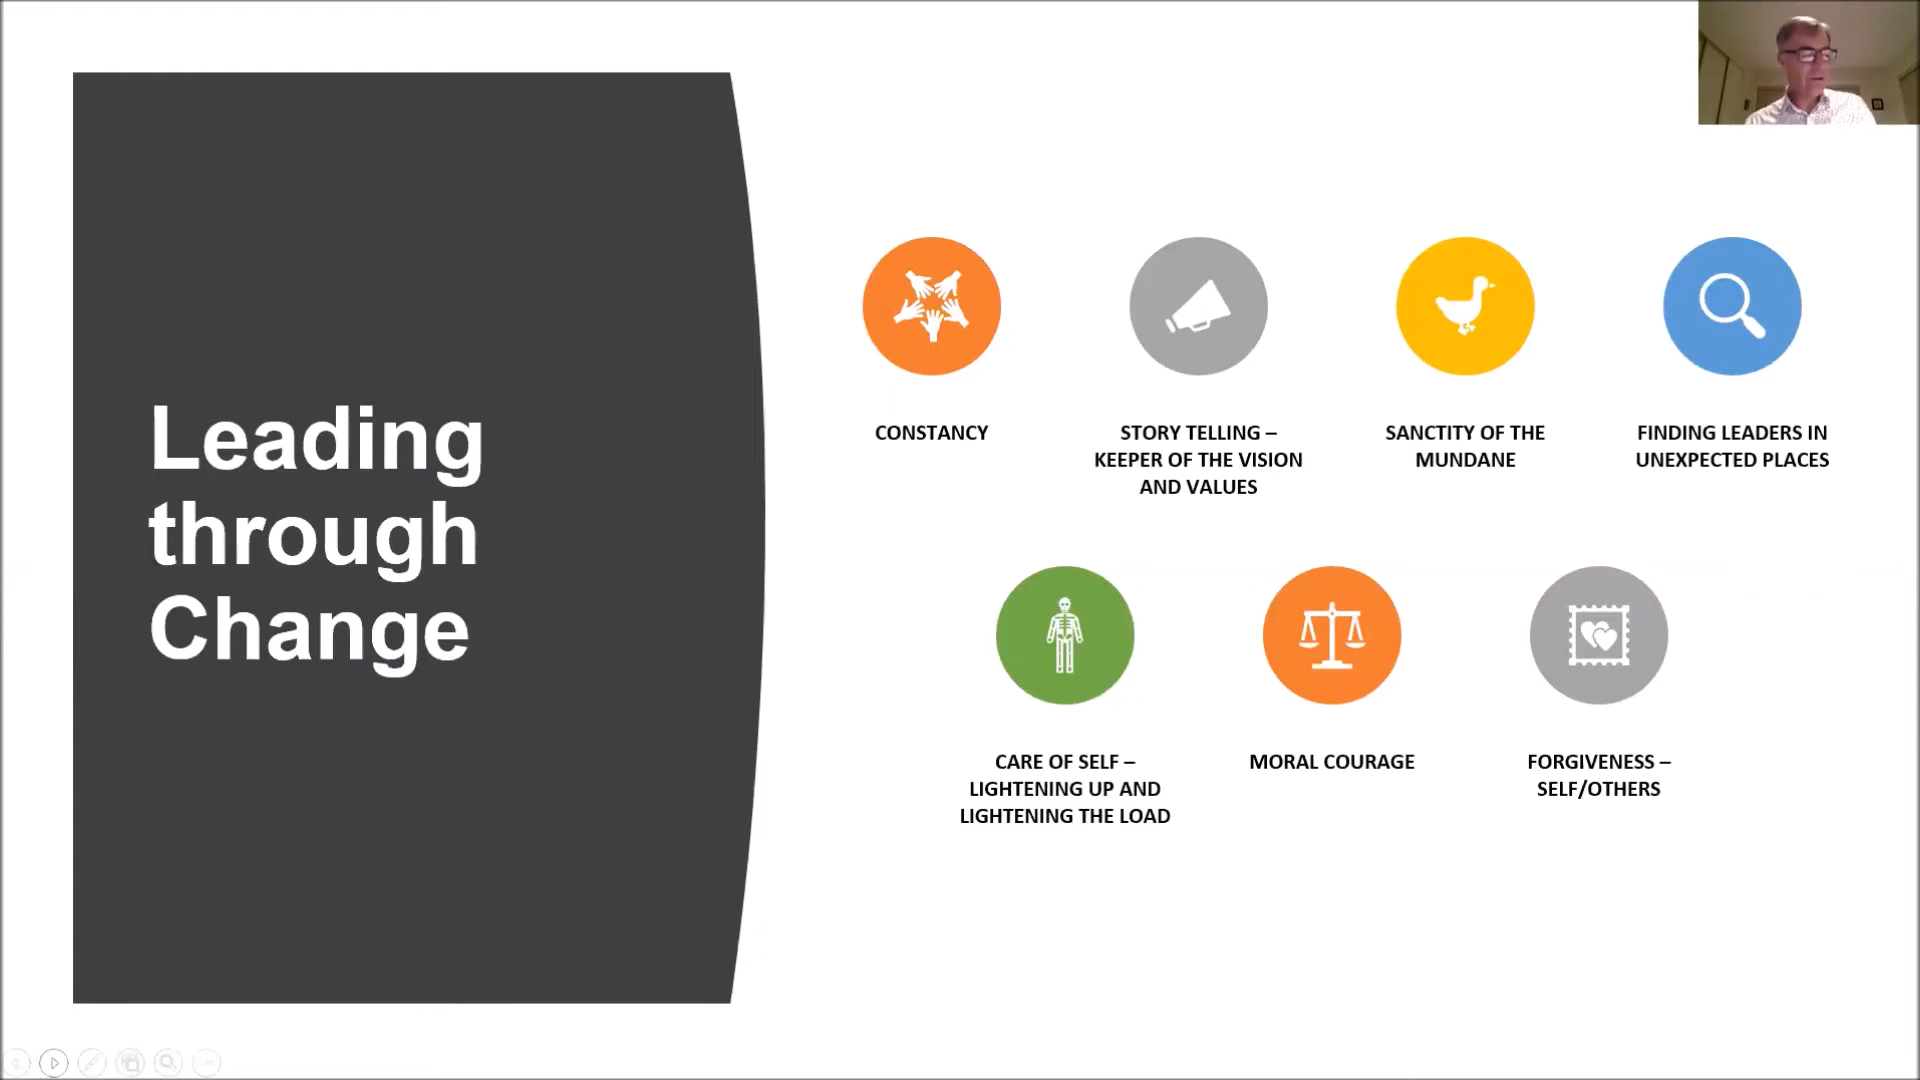 Leading
through
Change
CONSTANCY
STORY TELLING –
KEEPER OF THE VISION
AND VALUES
SANCTITY OF THE
MUNDANE
FINDING LEADERS IN
UNEXPECTED PLACES
CARE OF SELF –
LIGHTENING UP AND
LIGHTENING THE LOAD
MORAL COURAGE
FORGIVENESS –
SELF/OTHERS